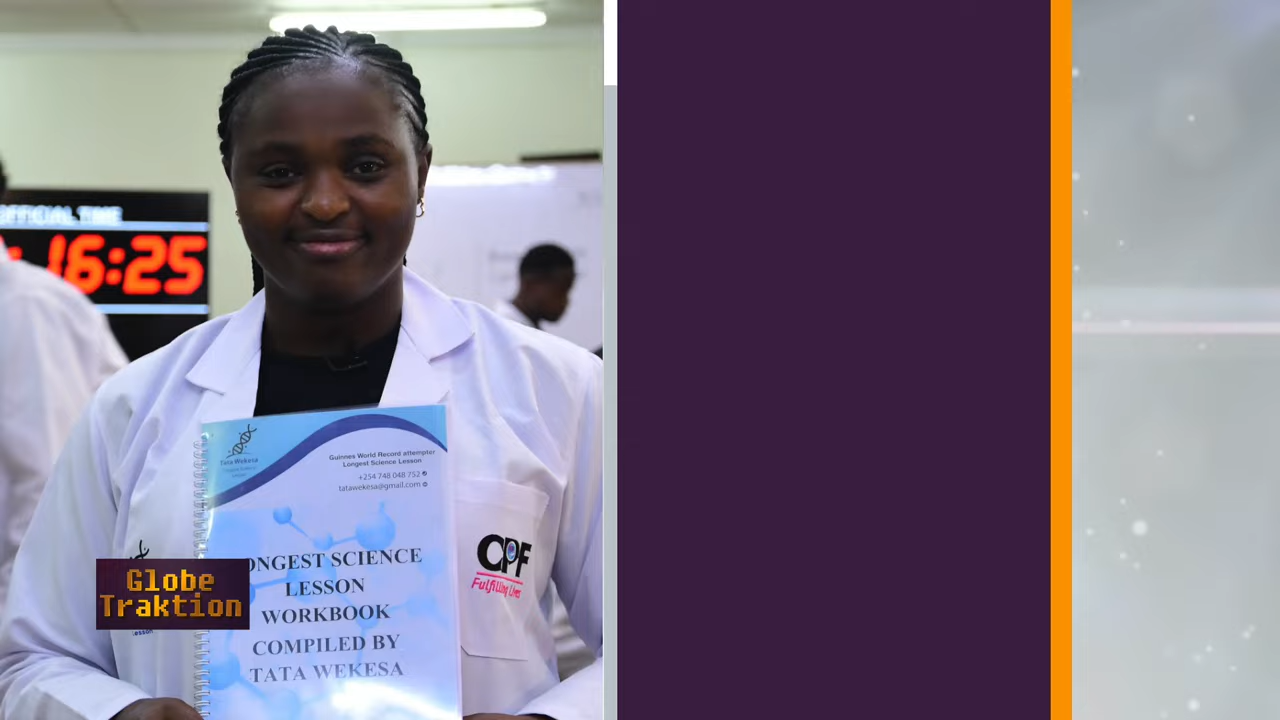 OFFICIAL TIME
16:25
Tata Wekesa
Guinnes World Record attempter
Longest Science Lesson
+254 748 048 752
tatawekesa@gmail.com
ONGEST SCIENCE
LESSON
WORKBOOK
COMPILED BY
TATA WEKESA
CPF
Fulfilling Lives
Globe
Traktion